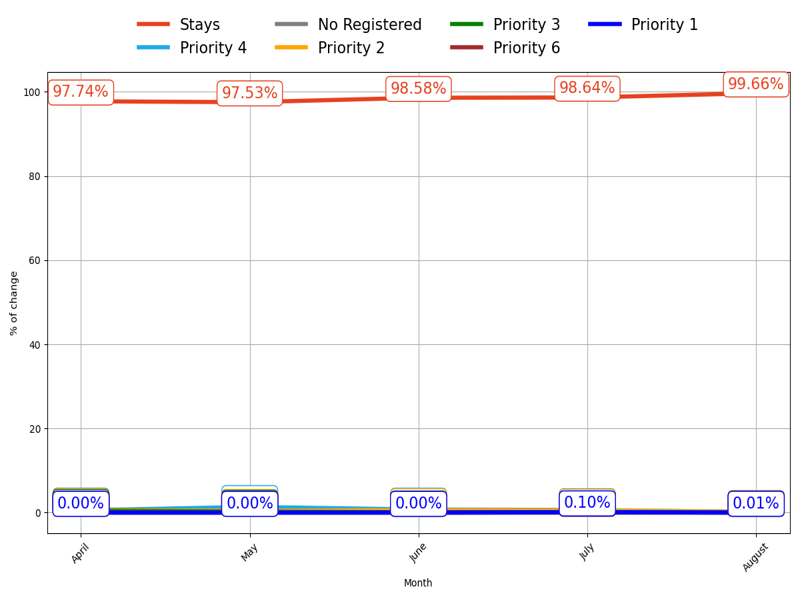 Stays No Registered Priority 3 Priority 1
Priority 4 Priority 2 Priority 6
97.74% 97.53% 98.58% 98.64% 99.66%
100
80
60
40
20
0
0.00% 0.00% 0.00% 0.10% 0.01%
% of change
April May June July August
Month